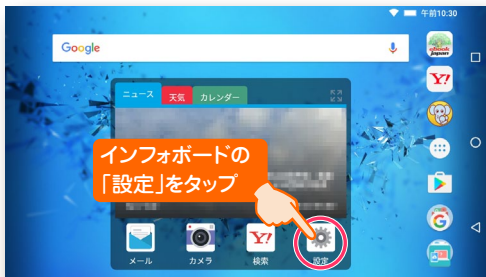 午前10:30
Google
ebook
japan
Y!
ニュース
天気
カレンダー
インフォボードの
「設定」をタップ
Y!
G
メール
カメラ
検索
設定